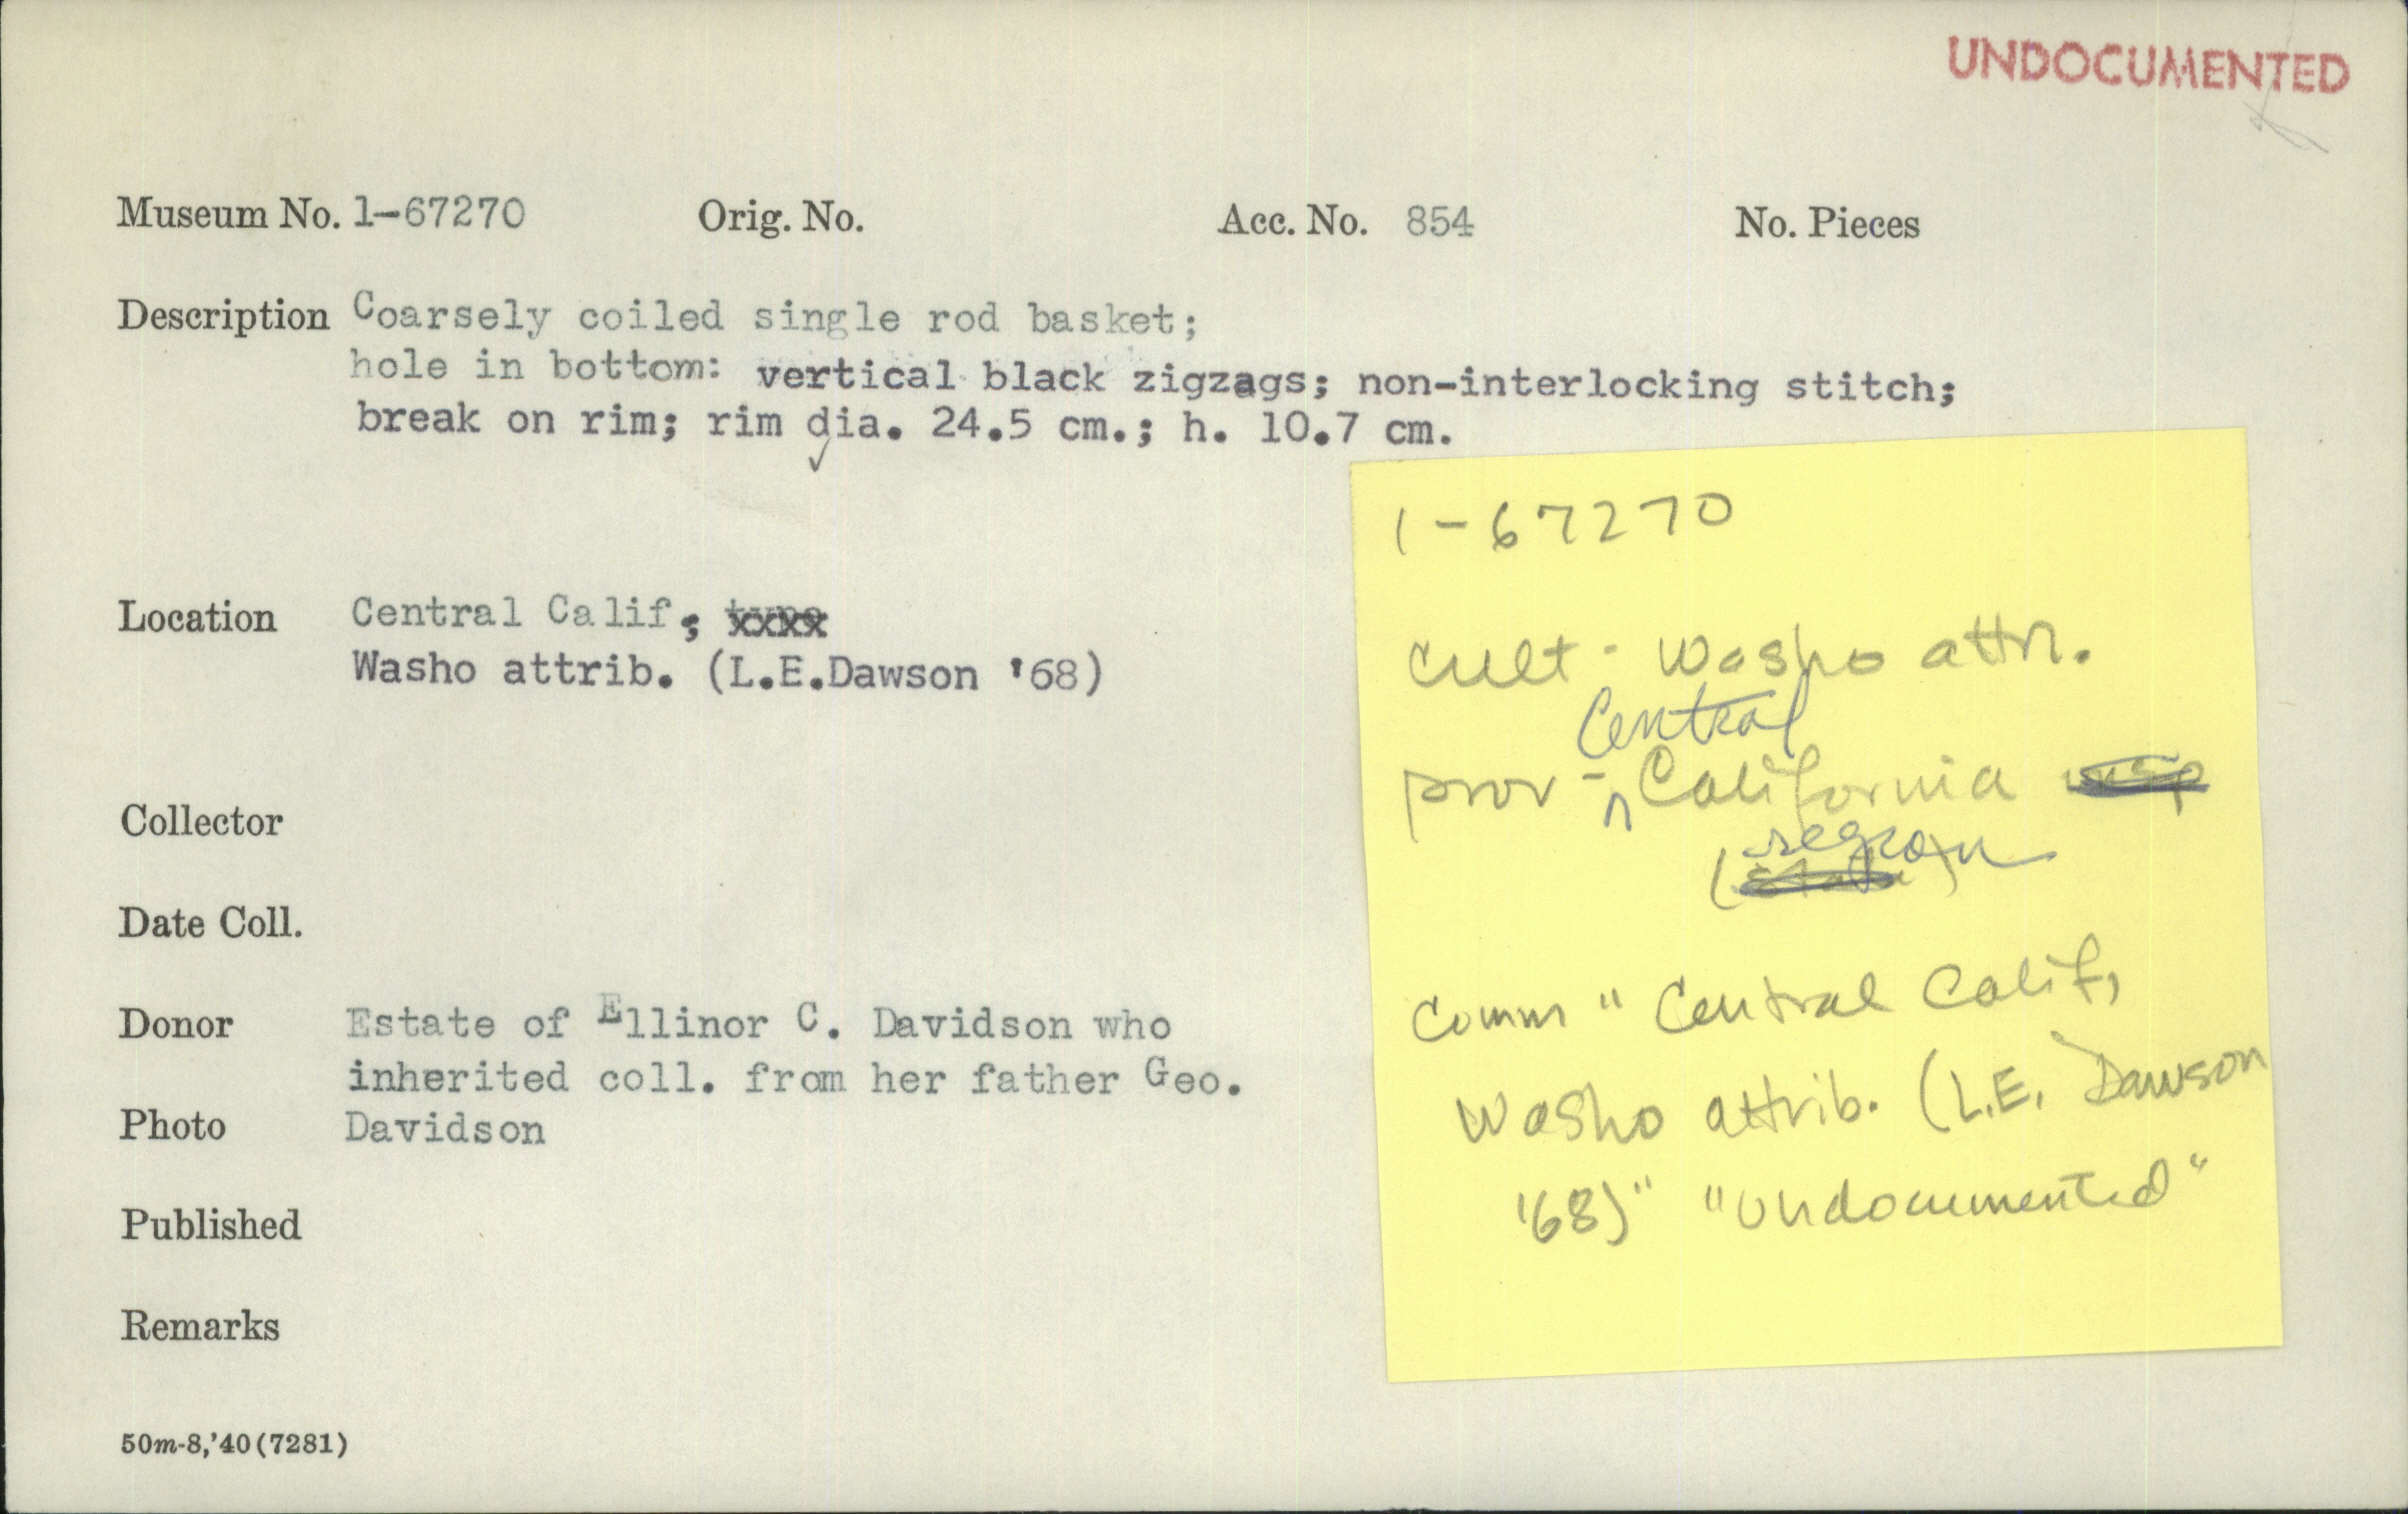 UNDOCUMENTED
Museum No. 1-67270 Orig. No. Acc. No. 854 No. Pieces
Description Coarsely coiled single rod basket;
hole in bottom: vertical black zigzags; non-interlocking stitch;
break on rim; rim dia. 24.5 cm.; h. 10.7 cm.
Location Central Calif; type
Washo attrib. (L.E.Dawson '68)
Collector
Date Coll.
Donor Estate of Ellinor C. Davidson who
inherited coll. from her father Geo.
Photo Davidson
Published
Remarks
50m-8,'40(7281)
1-67270
cult - Washo attr.
Central
prov - California
region
(state)
Comm " Central Calif,
Washo attrib. (L.E. Dawson
'68)" "Undocumented"